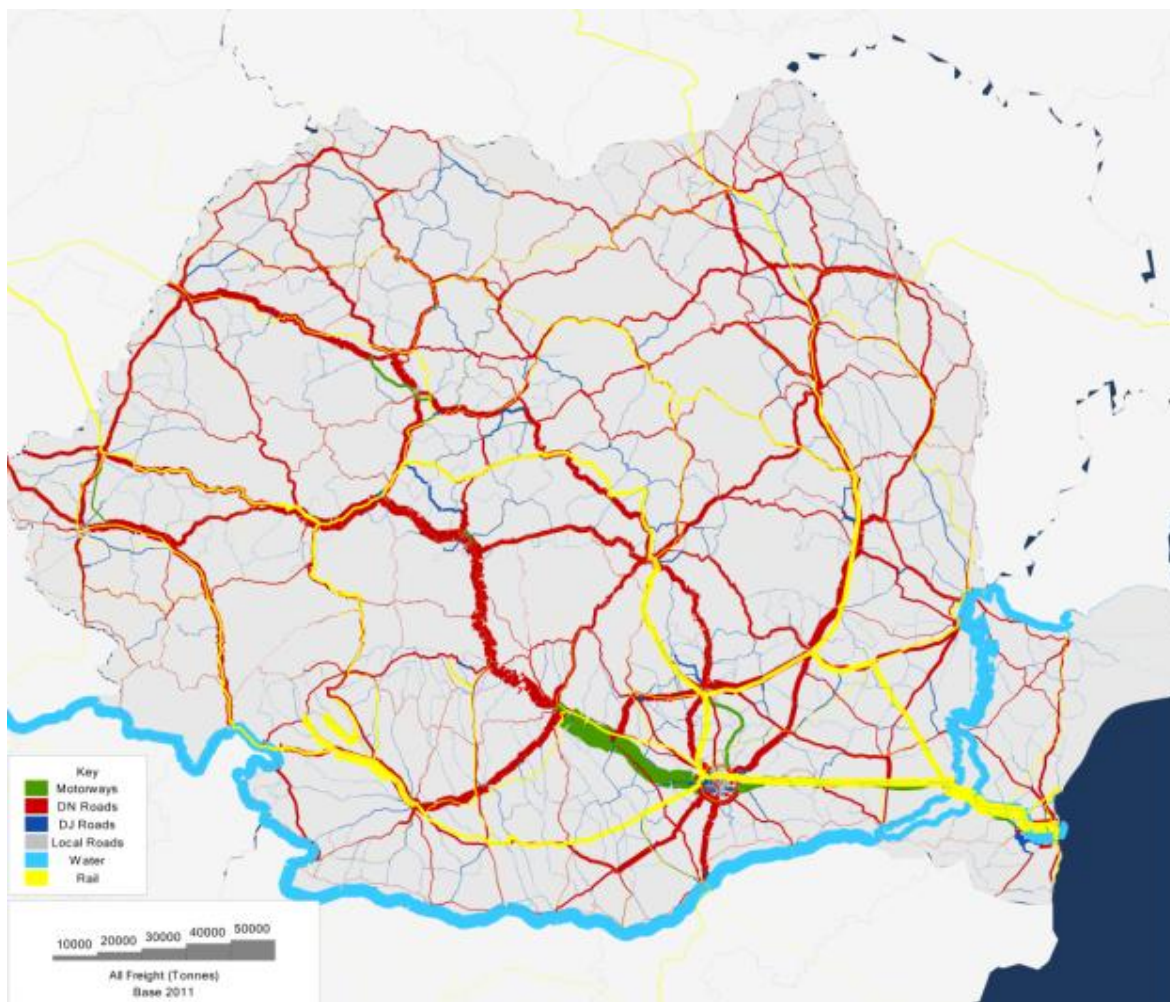 Key
Motorways
DN Roads
DJ Roads
Local Roads
Water
Rail
10000 20000 30000 40000 50000
All Freight (Tonnes)
Base 2011